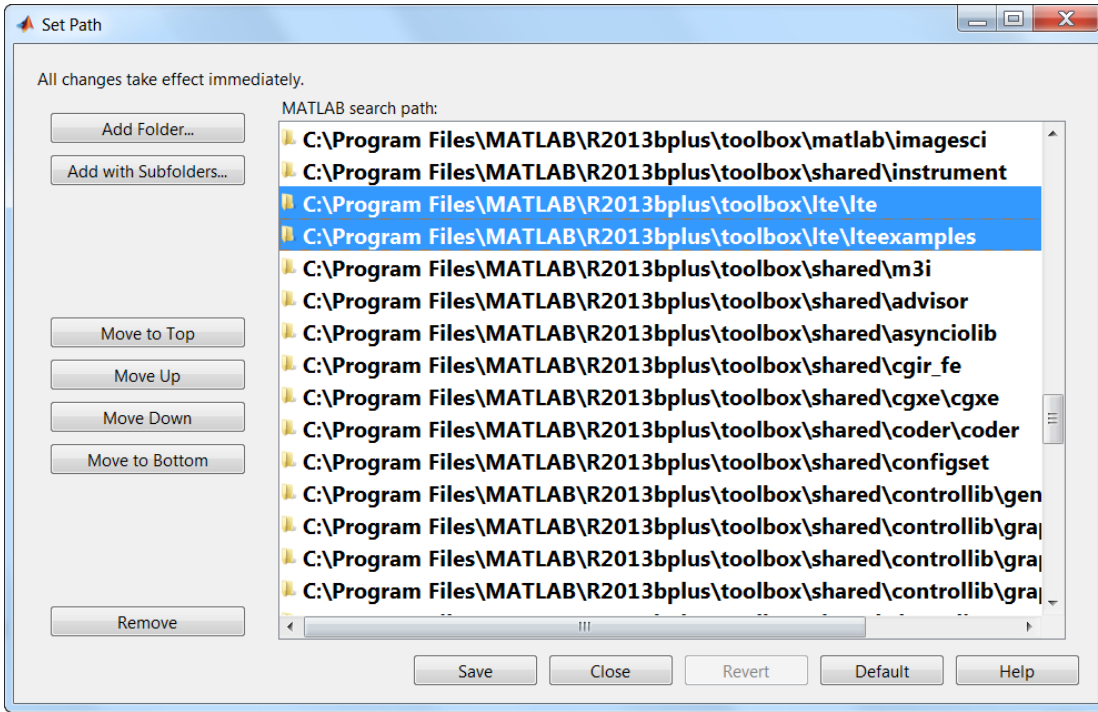 Set Path
All changes take effect immediately.
MATLAB search path:
Add Folder...
Add with Subfolders...
Move to Top
Move Up
Move Down
Move to Bottom
Remove
C:\Program Files\MATLAB\R2013bplus\toolbox\matlab\imagesci
C:\Program Files\MATLAB\R2013bplus\toolbox\shared\instrument
C:\Program Files\MATLAB\R2013bplus\toolbox\lte\lte
C:\Program Files\MATLAB\R2013bplus\toolbox\lte\lteexamples
C:\Program Files\MATLAB\R2013bplus\toolbox\shared\m3i
C:\Program Files\MATLAB\R2013bplus\toolbox\shared\advisor
C:\Program Files\MATLAB\R2013bplus\toolbox\shared\asynciolib
C:\Program Files\MATLAB\R2013bplus\toolbox\shared\cgir_fe
C:\Program Files\MATLAB\R2013bplus\toolbox\shared\cgxe\cgxe
C:\Program Files\MATLAB\R2013bplus\toolbox\shared\coder\coder
C:\Program Files\MATLAB\R2013bplus\toolbox\shared\configset
C:\Program Files\MATLAB\R2013bplus\toolbox\shared\controllib\gen
C:\Program Files\MATLAB\R2013bplus\toolbox\shared\controllib\gra
C:\Program Files\MATLAB\R2013bplus\toolbox\shared\controllib\gra
C:\Program Files\MATLAB\R2013bplus\toolbox\shared\controllib\gra
Save
Close
Revert
Default
Help